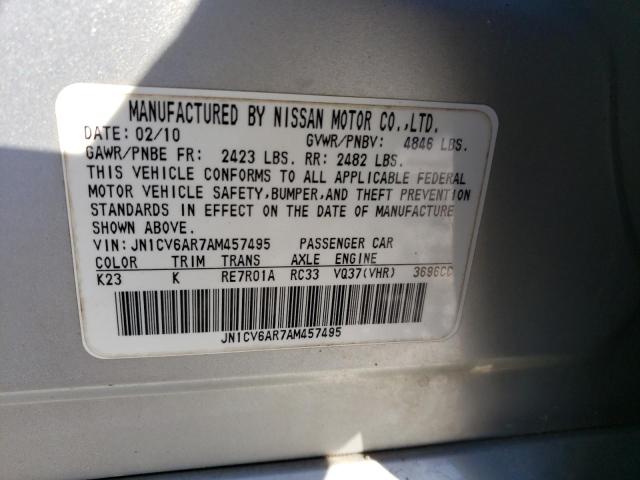 MANUFACTURED BY NISSAN MOTOR CO.,LTD.
DATE: 02/10 GVWR/PNBV: 4846 LBS.
GAWR/PNBE FR: 2423 LBS. RR: 2482 LBS.
THIS VEHICLE CONFORMS TO ALL APPLICABLE FEDERAL
MOTOR VEHICLE SAFETY,BUMPER,AND THEFT PREVENTION
STANDARDS IN EFFECT ON THE DATE OF MANUFACTURE
SHOWN ABOVE.
VIN: JN1CV6AR7AM457495 PASSENGER CAR
COLOR TRIM TRANS AXLE ENGINE
K23 K RE7R01A RC33 VQ37(VHR) 3696CC
JN1CV6AR7AM457495